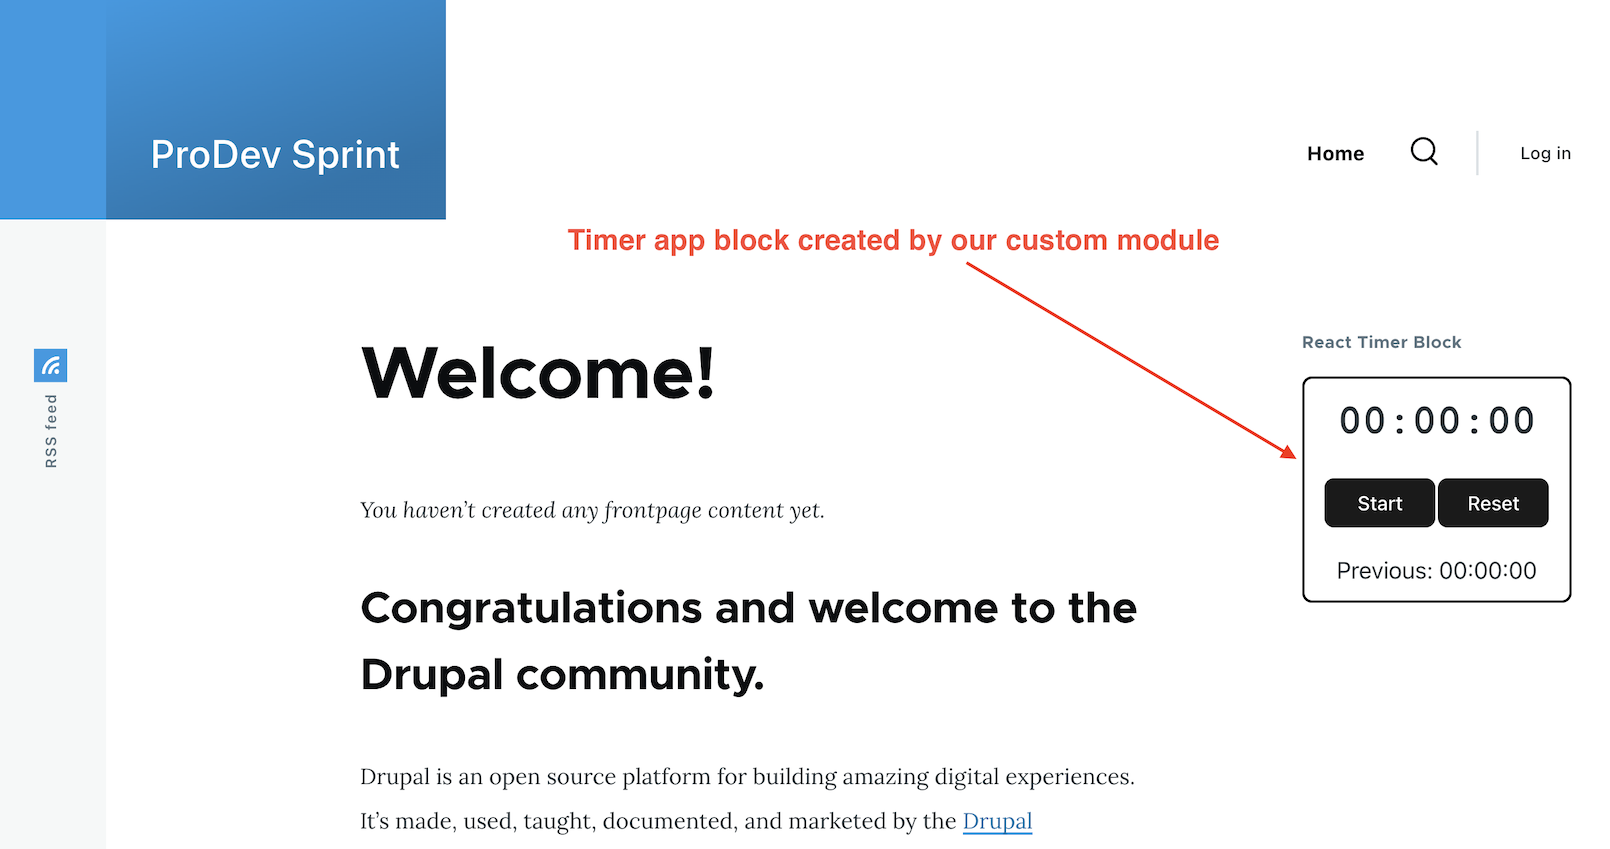 ProDev Sprint
Home
Log in
Timer app block created by our custom module
RSS feed
Welcome!
React Timer Block
00:00:00
Start
Reset
Previous: 00:00:00
You haven’t created any frontpage content yet.
Congratulations and welcome to the
Drupal community.
Drupal is an open source platform for building amazing digital experiences.
It’s made, used, taught, documented, and marketed by the Drupal